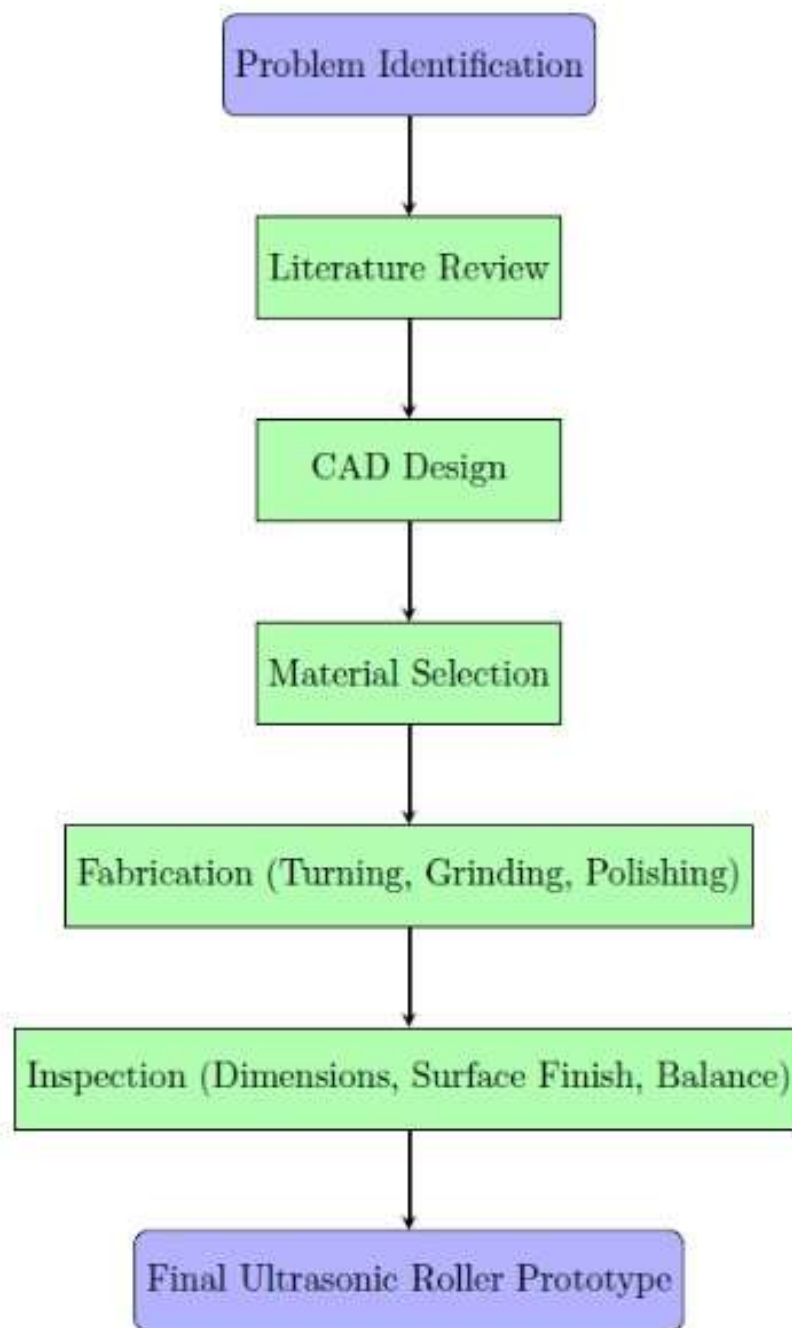 Problem Identification
Literature Review
CAD Design
Material Selection
Fabrication (Turning, Grinding, Polishing)
Inspection (Dimensions, Surface Finish, Balance)
Final Ultrasonic Roller Prototype